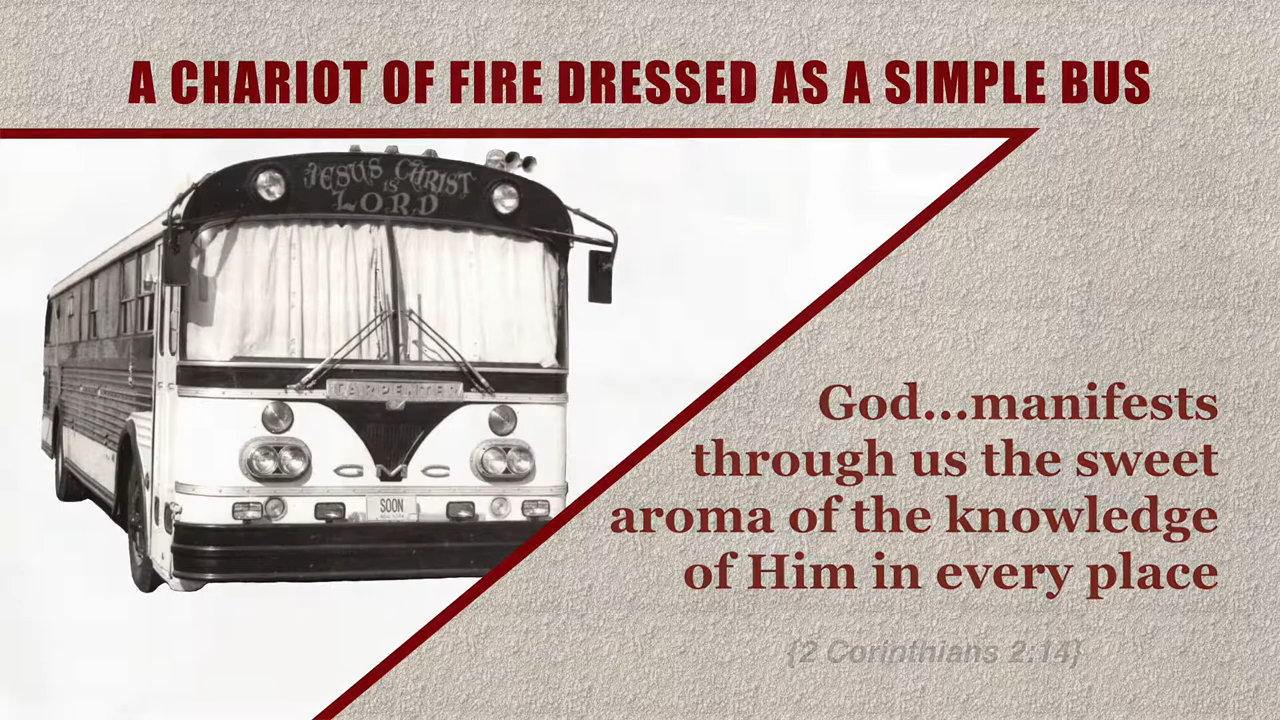 A CHARIOT OF FIRE DRESSED AS A SIMPLE BUS
JESUS CHRIST
IS
LORD
CARPENTER
GMC
SOON
God...manifests
through us the sweet
aroma of the knowledge
of Him in every place
{2 Corinthians 2:14}